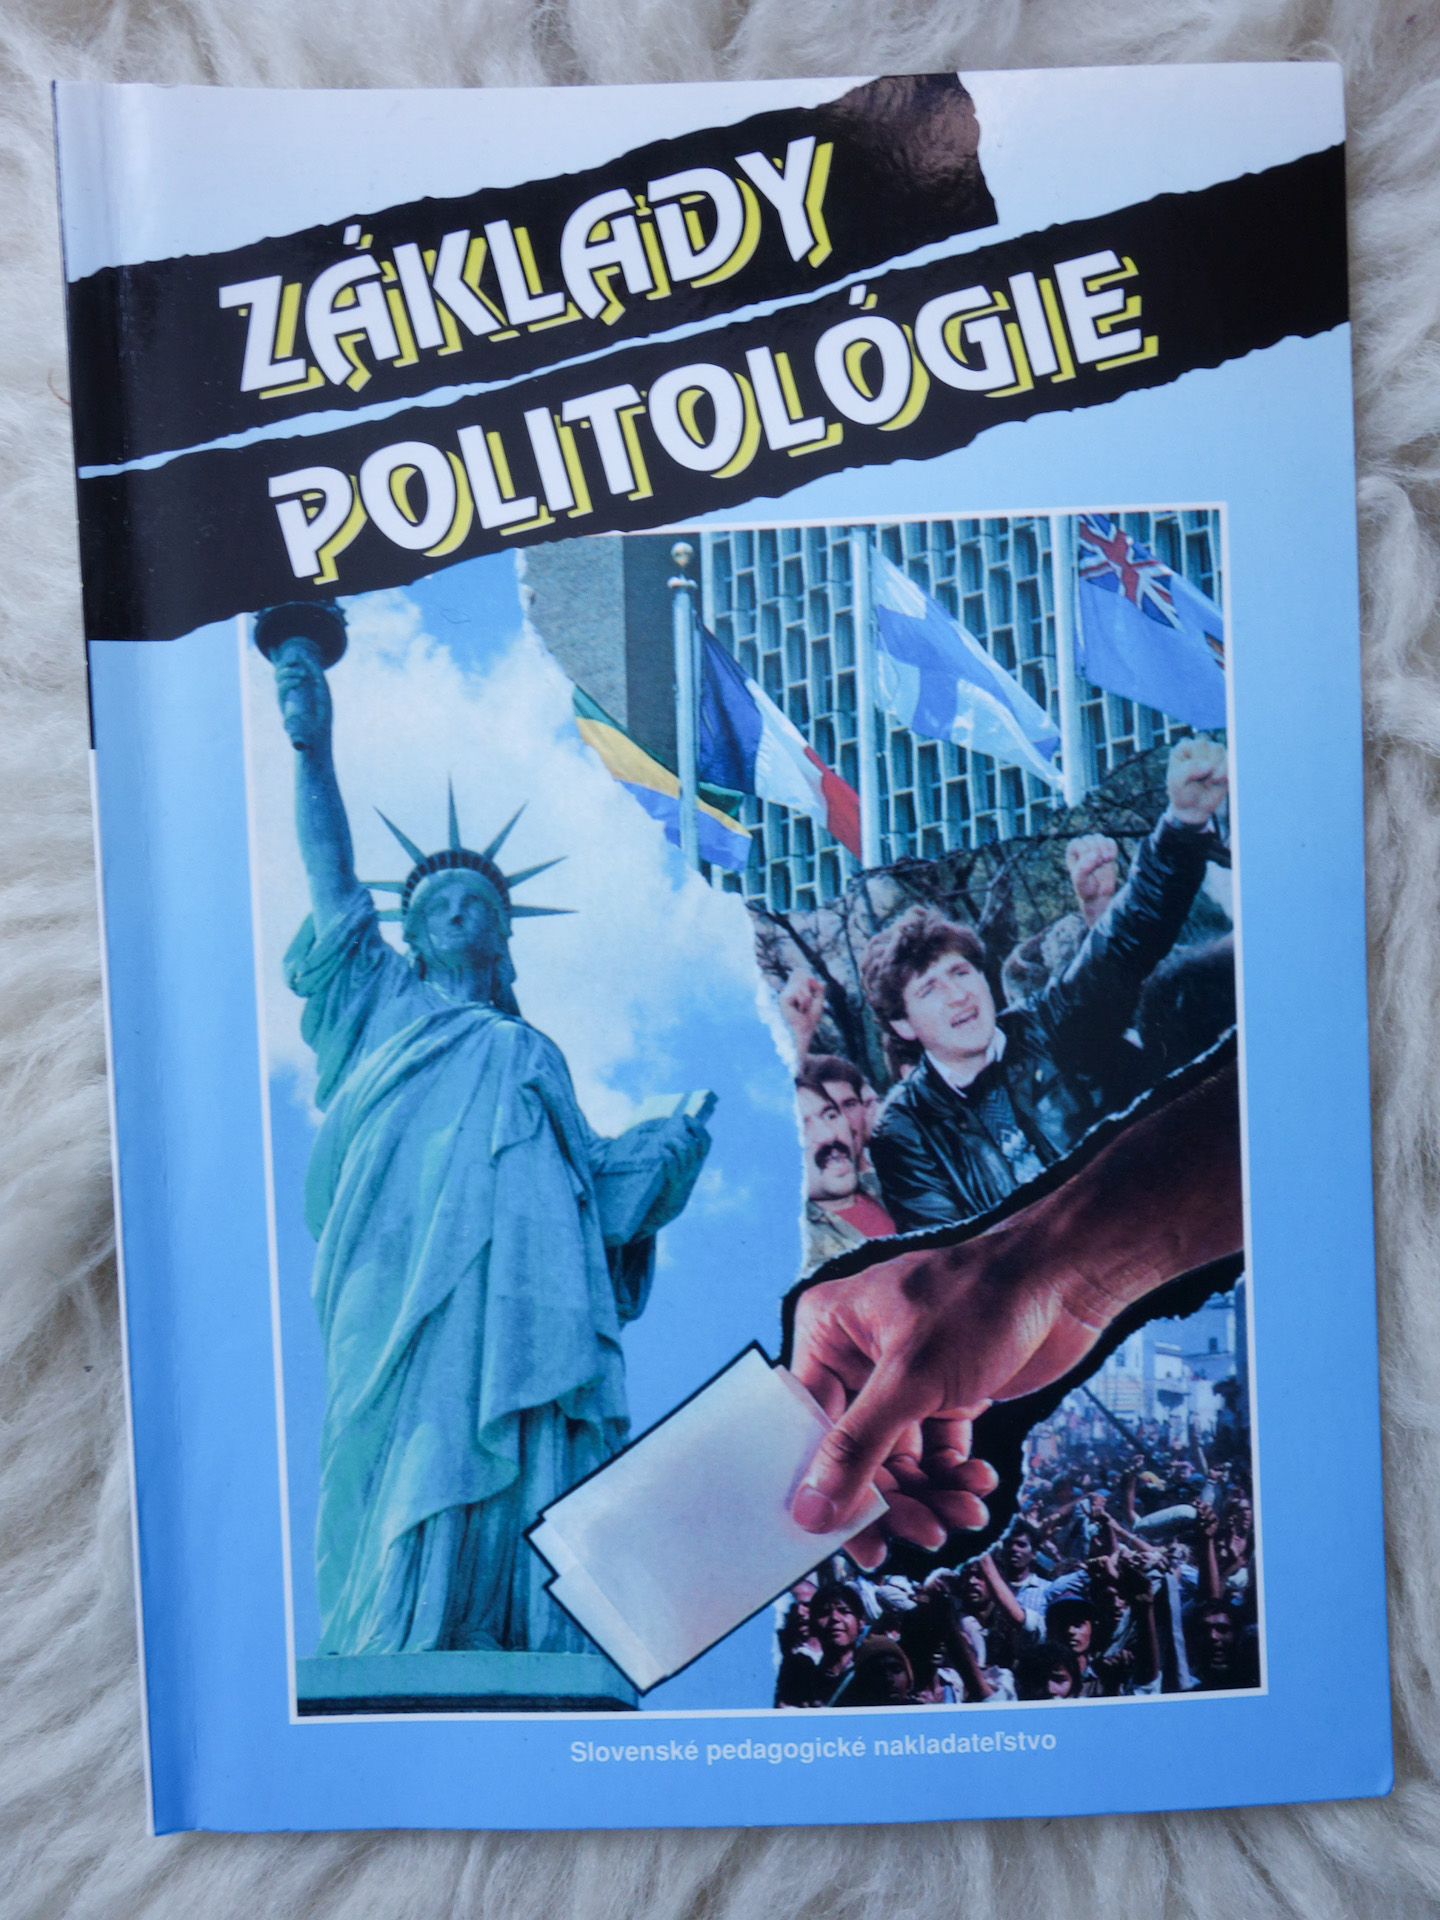 ZÁKLADY
POLITOLÓGIE
Slovenské pedagogické nakladateľstvo